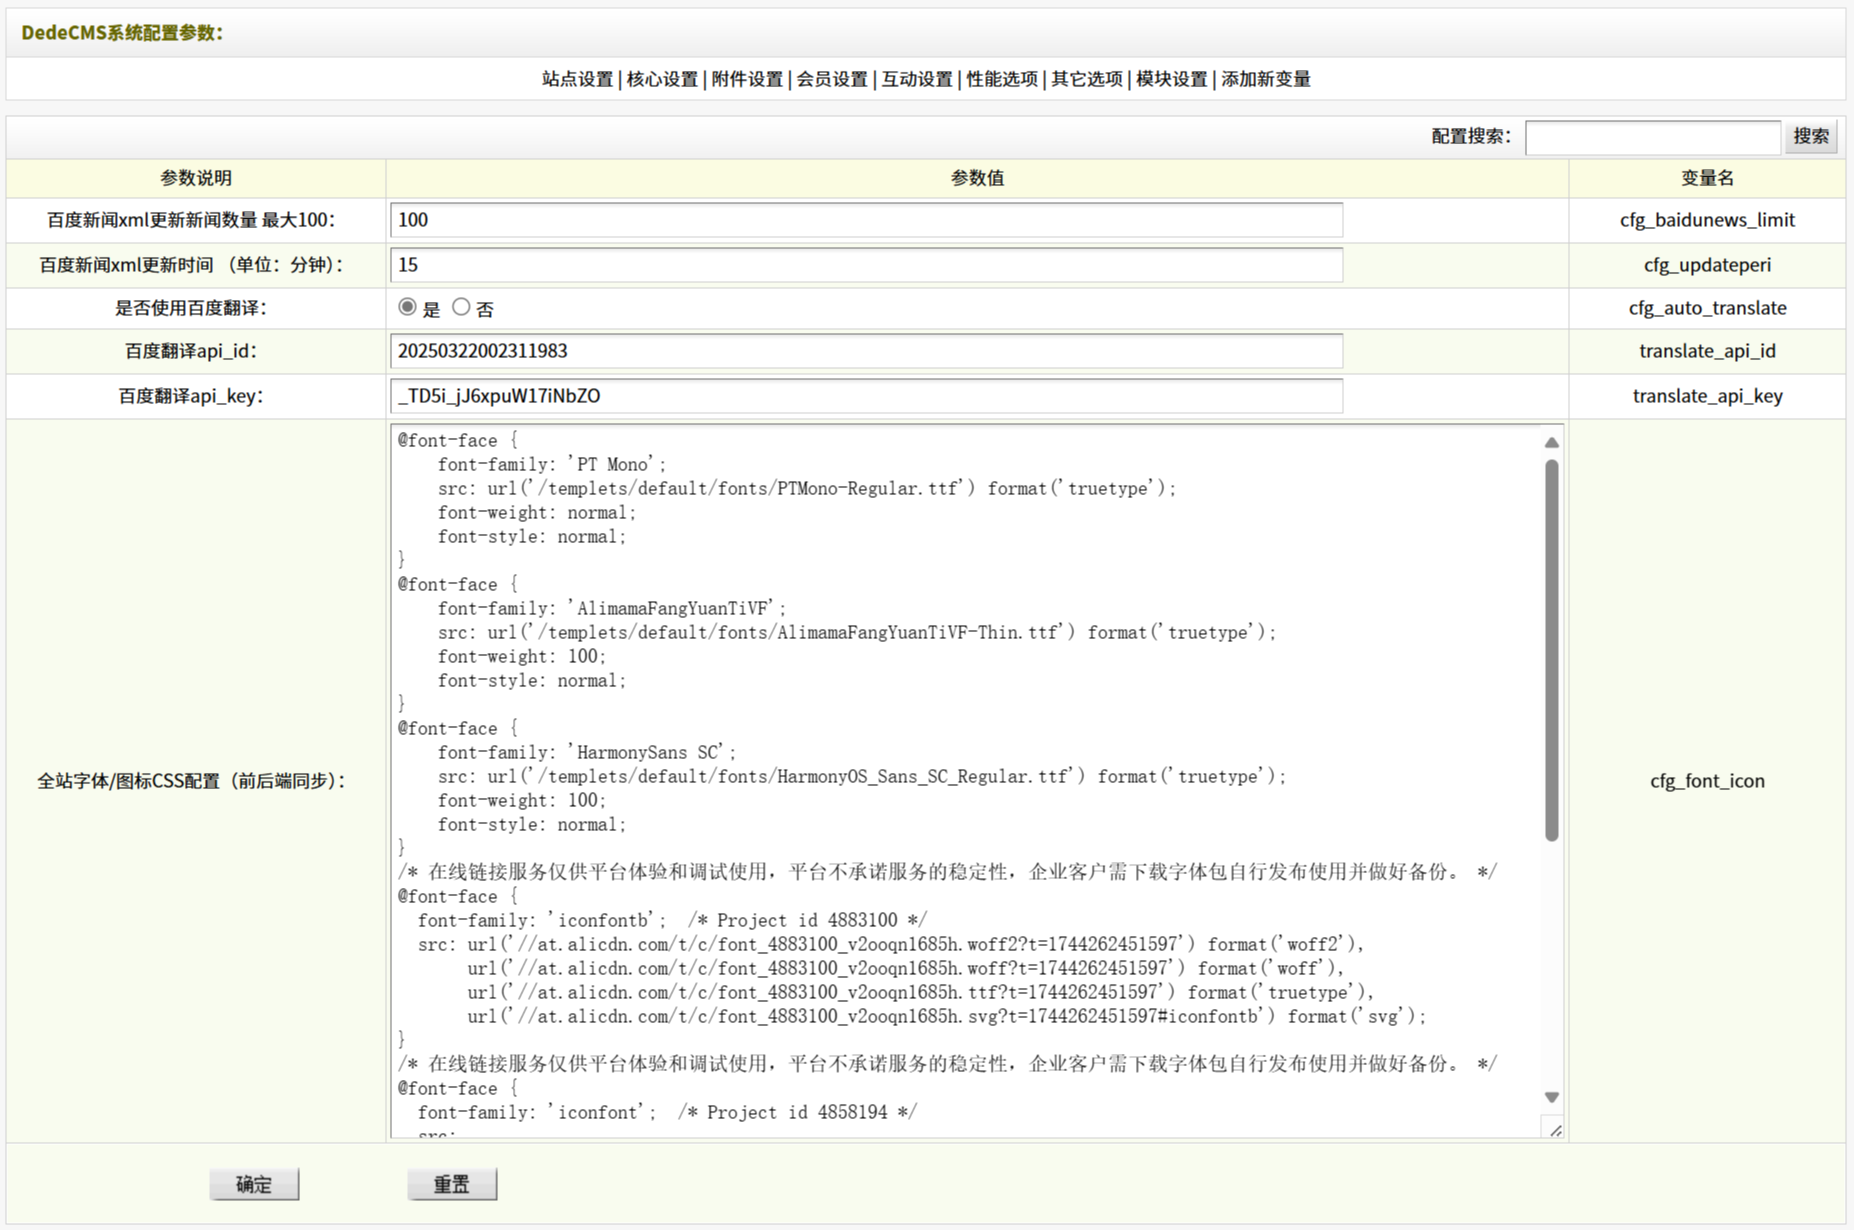 DedeCMS系统配置参数：
站点设置 | 核心设置 | 附件设置 | 会员设置 | 互动设置 | 性能选项 | 其它选项 | 模块设置 | 添加新变量
配置搜索： 搜索
参数说明 参数值 变量名
百度新闻xml更新新闻数量 最大100： 100 cfg_baidunews_limit
百度新闻xml更新时间 （单位：分钟）： 15 cfg_updateperi
是否使用百度翻译： 是 否 cfg_auto_translate
百度翻译api_id： 20250322002311983 translate_api_id
百度翻译api_key： _TD5i_jJ6xpuW17iNbZO translate_api_key
全站字体/图标CSS配置（前后端同步）： cfg_font_icon
@font-face {
    font-family: 'PT Mono';
    src: url('/templets/default/fonts/PTMono-Regular.ttf') format('truetype');
    font-weight: normal;
    font-style: normal;
}
@font-face {
    font-family: 'AlimamaFangYuanTiVF';
    src: url('/templets/default/fonts/AlimamaFangYuanTiVF-Thin.ttf') format('truetype');
    font-weight: 100;
    font-style: normal;
}
@font-face {
    font-family: 'HarmonySans SC';
    src: url('/templets/default/fonts/HarmonyOS_Sans_SC_Regular.ttf') format('truetype');
    font-weight: 100;
    font-style: normal;
}
/* 在线链接服务仅供平台体验和调试使用，平台不承诺服务的稳定性，企业客户需下载字体包自行发布使用并做好备份。 */
@font-face {
  font-family: 'iconfontb';  /* Project id 4883100 */
  src: url('//at.alicdn.com/t/c/font_4883100_v2ooqn1685h.woff2?t=1744262451597') format('woff2'),
       url('//at.alicdn.com/t/c/font_4883100_v2ooqn1685h.woff?t=1744262451597') format('woff'),
       url('//at.alicdn.com/t/c/font_4883100_v2ooqn1685h.ttf?t=1744262451597') format('truetype'),
       url('//at.alicdn.com/t/c/font_4883100_v2ooqn1685h.svg?t=1744262451597#iconfontb') format('svg');
}
/* 在线链接服务仅供平台体验和调试使用，平台不承诺服务的稳定性，企业客户需下载字体包自行发布使用并做好备份。 */
@font-face {
  font-family: 'iconfont';  /* Project id 4858194 */
  src:
确定 重置